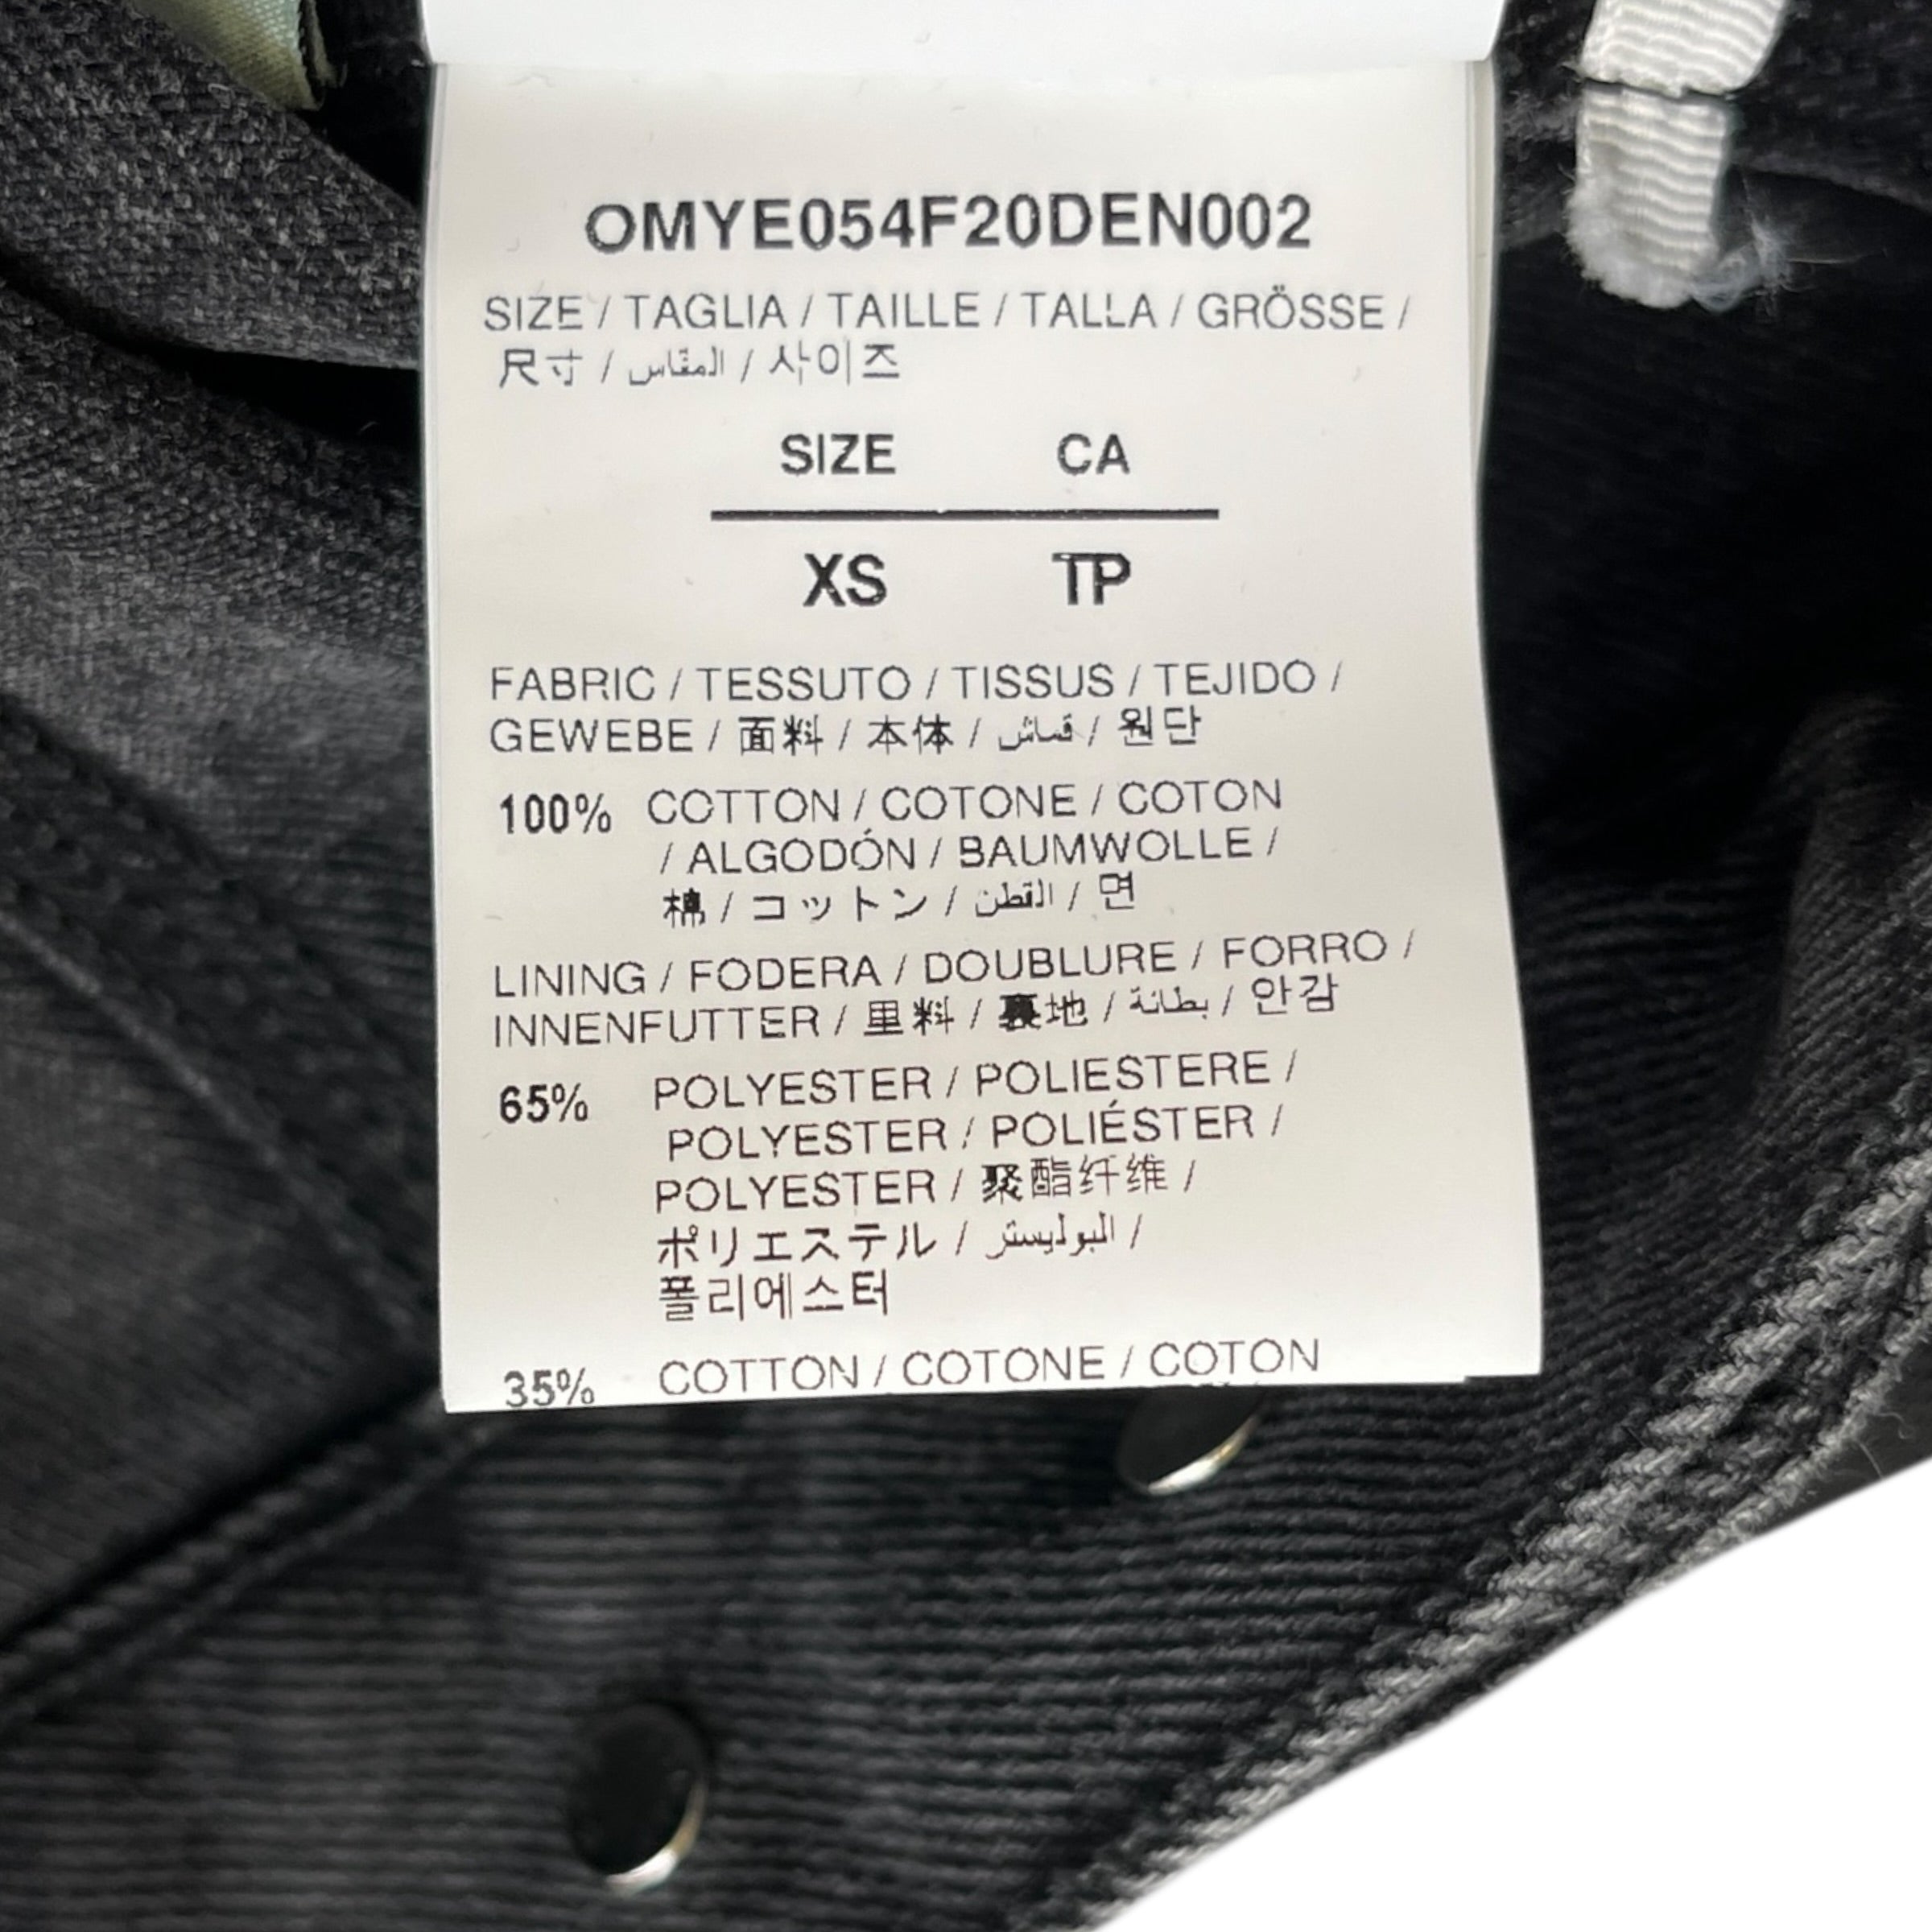 OMYE054F20DEN002
SIZE / TAGLIA / TAILLE / TALLA / GRÖSSE /
尺寸 / المقاس / 사이즈
SIZE CA
XS TP
FABRIC / TESSUTO / TISSUS / TEJIDO /
GEWEBE / 面料 / 本体 / قماش / 원단
100% COTTON / COTONE / COTON
/ ALGODÓN / BAUMWOLLE /
棉 / コットン / القطن / 면
LINING / FODERA / DOUBLURE / FORRO /
INNENFUTTER / 里料 / 裏地 / بطانة / 안감
65% POLYESTER / POLIESTERE /
POLYESTER / POLIÉSTER /
POLYESTER / 聚酯纤维 /
ポリエステル / البوليستر /
폴리에스터
35% COTTON / COTONE / COTON